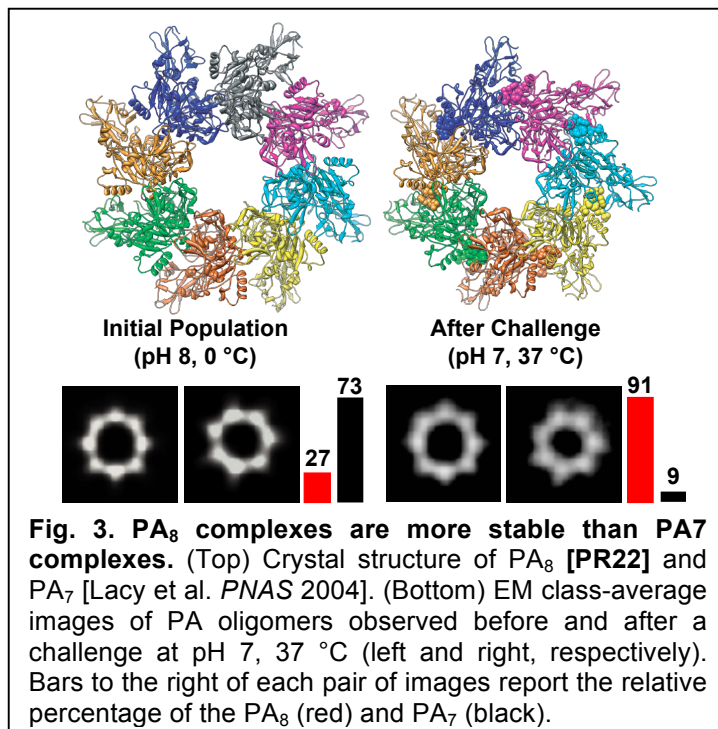 Initial Population
(pH 8, 0 °C)
After Challenge
(pH 7, 37 °C)
27
73
91
9
Fig. 3. PA₈ complexes are more stable than PA7
complexes. (Top) Crystal structure of PA₈ [PR22] and
PA₇ [Lacy et al. PNAS 2004]. (Bottom) EM class-average
images of PA oligomers observed before and after a
challenge at pH 7, 37 °C (left and right, respectively).
Bars to the right of each pair of images report the relative
percentage of the PA₈ (red) and PA₇ (black).